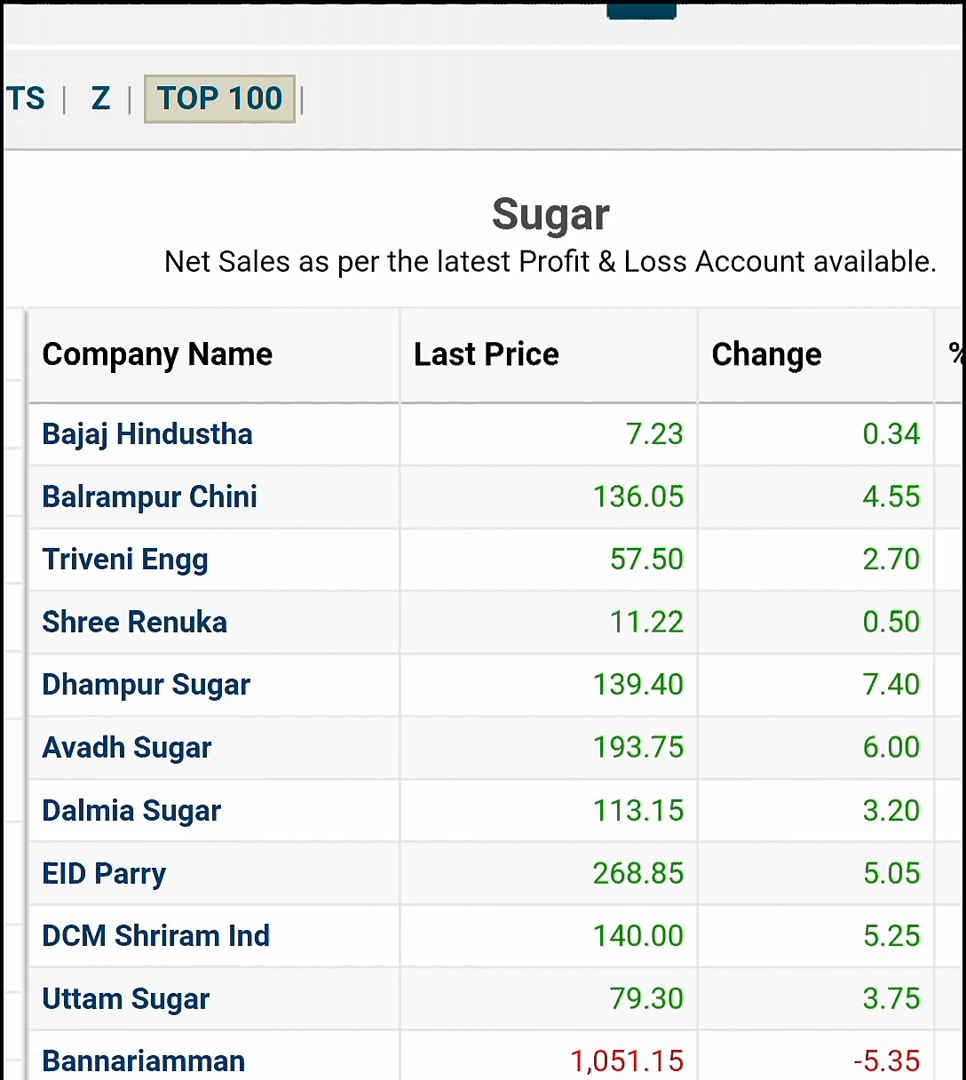 TS | Z | TOP 100 |
Sugar
Net Sales as per the latest Profit & Loss Account available.
Company Name Last Price Change %
Bajaj Hindustha 7.23 0.34
Balrampur Chini 136.05 4.55
Triveni Engg 57.50 2.70
Shree Renuka 11.22 0.50
Dhampur Sugar 139.40 7.40
Avadh Sugar 193.75 6.00
Dalmia Sugar 113.15 3.20
EID Parry 268.85 5.05
DCM Shriram Ind 140.00 5.25
Uttam Sugar 79.30 3.75
Bannariamman 1,051.15 -5.35